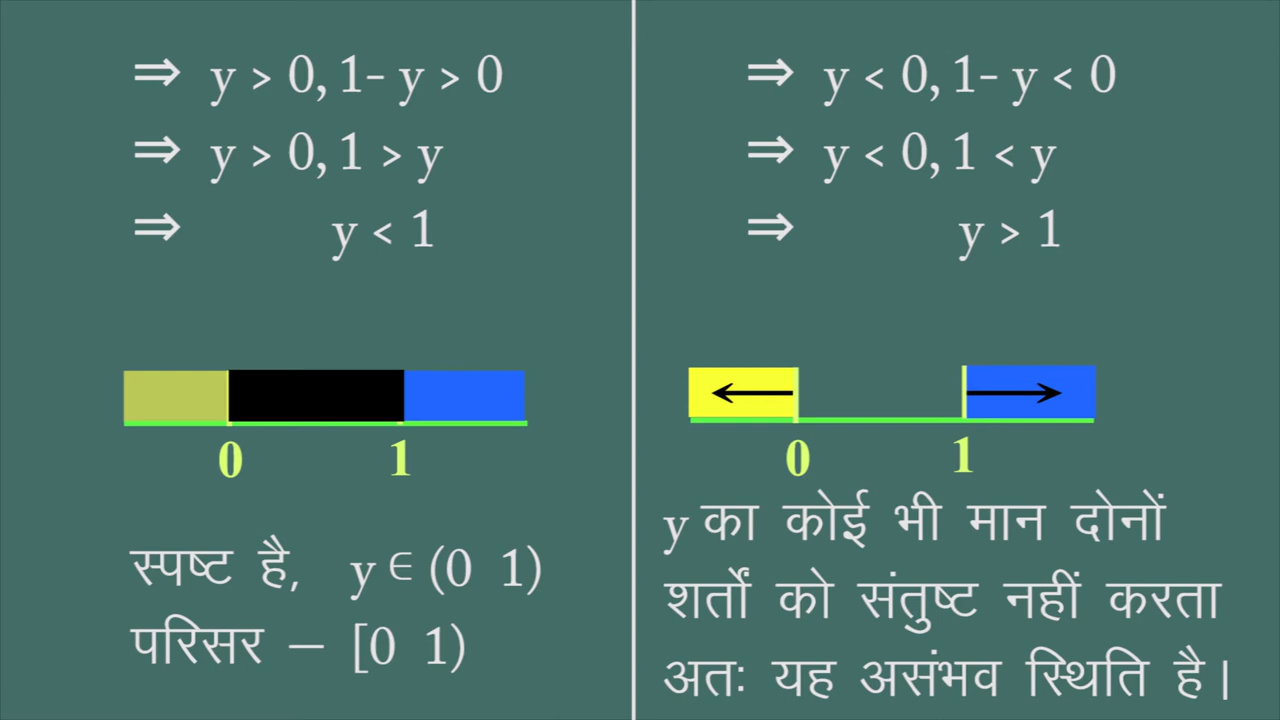 ⇒ y > 0, 1- y > 0
⇒ y > 0, 1 > y
⇒ y < 1
0 1
स्पष्ट है, y ∈ (0 1)
परिसर – [0 1)
⇒ y < 0, 1- y < 0
⇒ y < 0, 1 < y
⇒ y > 1
0 1
y का कोई भी मान दोनों
शर्तों को संतुष्ट नहीं करता
अतः यह असंभव स्थिति है।